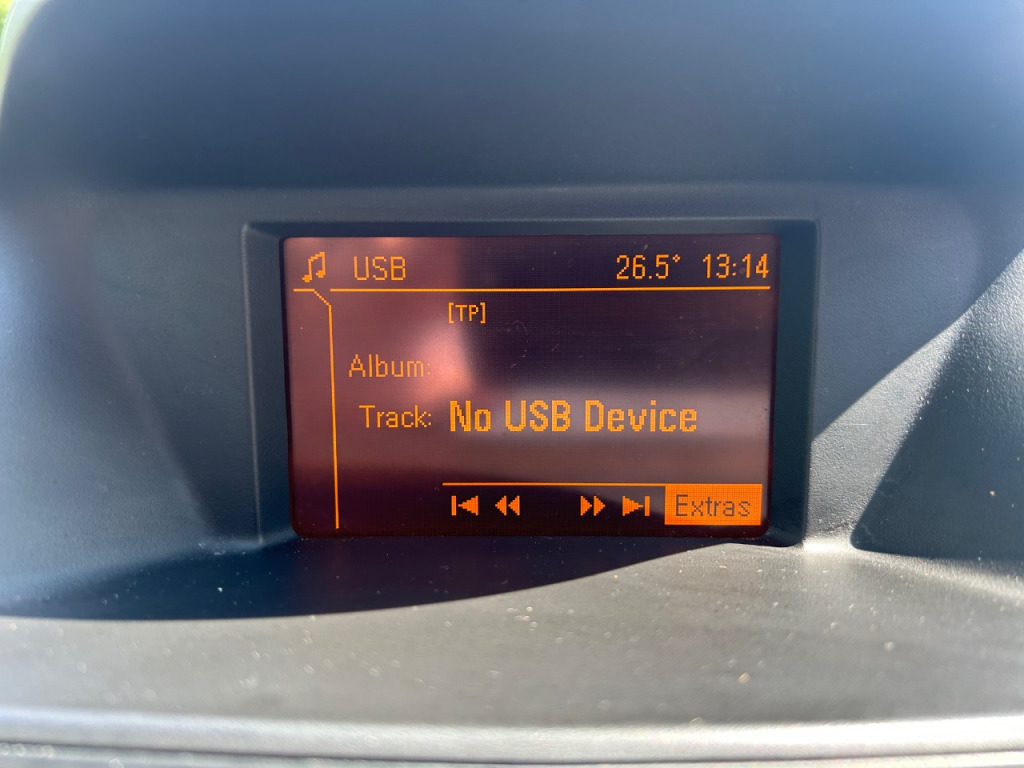 USB 26.5° 13:14
[TP]
Album:
Track: No USB Device
Extras